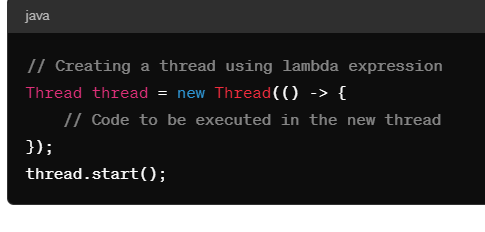 java
// Creating a thread using lambda expression
Thread thread = new Thread(() -> {
    // Code to be executed in the new thread
});
thread.start();